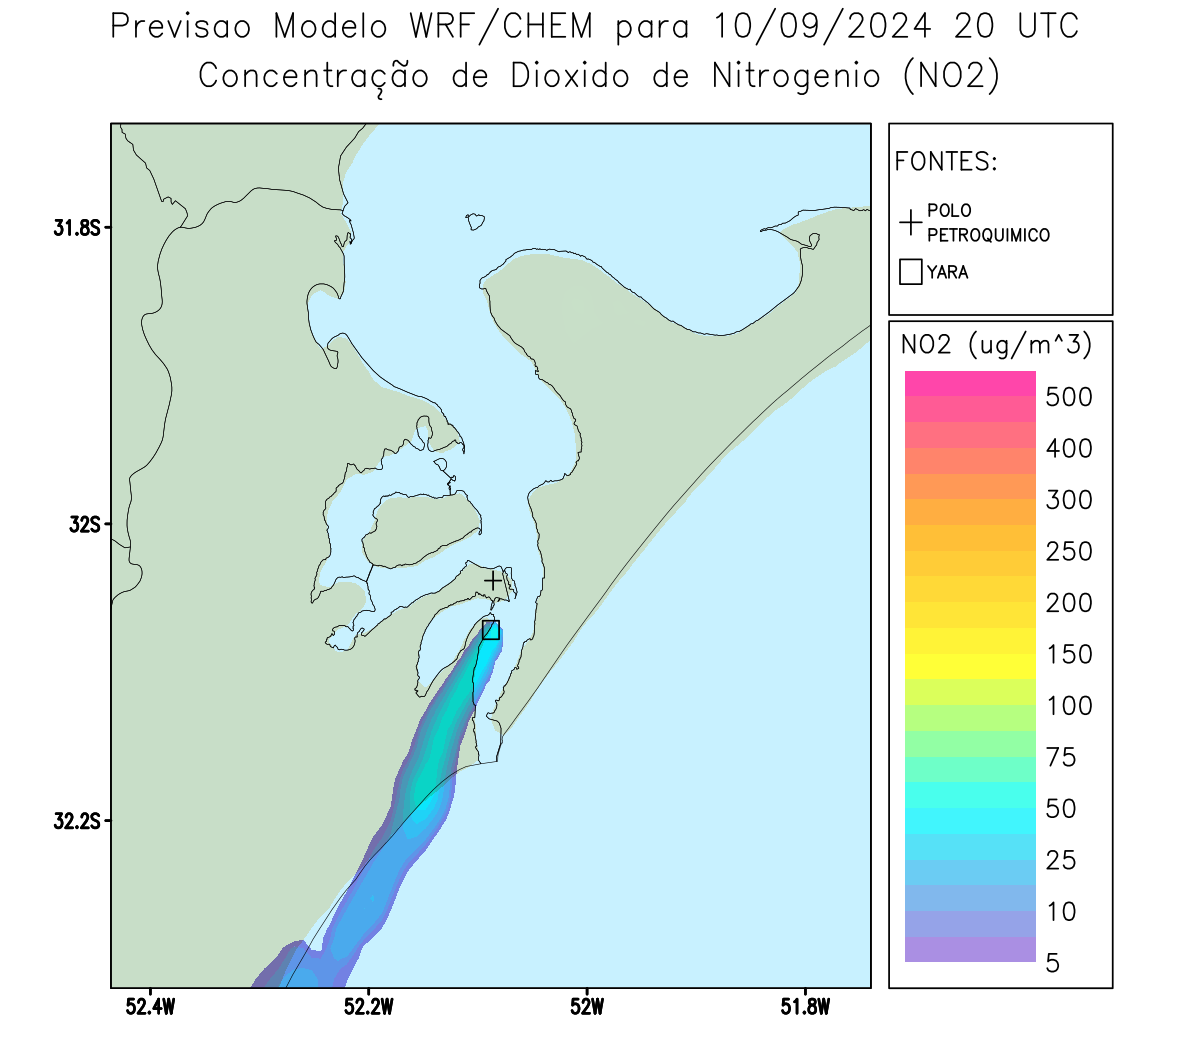 Previsao Modelo WRF/CHEM para 10/09/2024 20 UTC
Concentração de Dioxido de Nitrogenio (NO2)
FONTES:
POLO
PETROQUIMICO
YARA
31.8S
32S
32.2S
52.4W
52.2W
52W
51.8W
NO2 (ug/m^3)
500
400
300
250
200
150
100
75
50
25
10
5